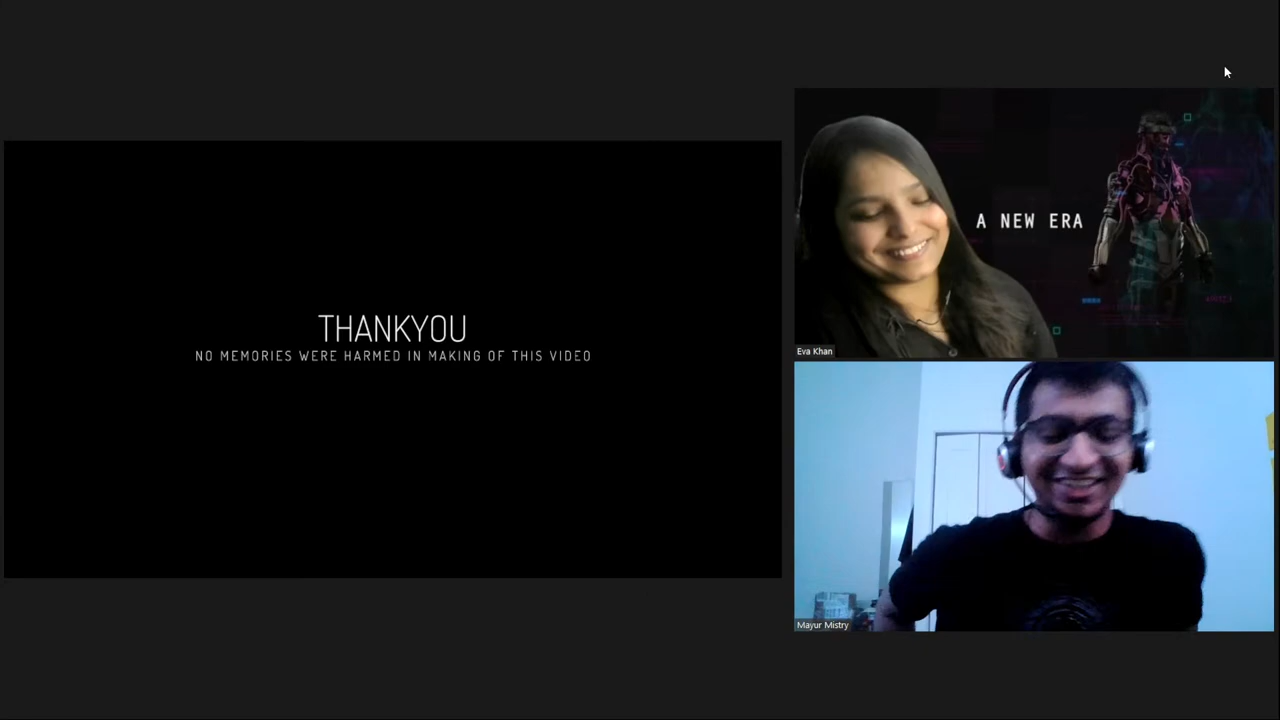 THANKYOU
NO MEMORIES WERE HARMED IN MAKING OF THIS VIDEO
A NEW ERA
Eva Khan
Mayur Mistry